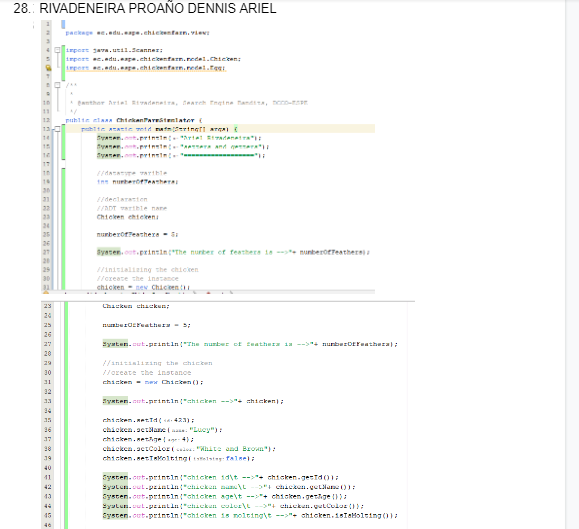 28. RIVADENEIRA PROAÑO DENNIS ARIEL
1
2 package ec.edu.espe.chickenfarm.view;
3
4 import java.util.Scanner;
5 import ec.edu.espe.chickenfarm.model.Chicken;
import ec.edu.espe.chickenfarm.model.Egg;
7
8 /**
9 *
10 * @author Ariel Rivadeneira, Search Engine Bandits, DCCO-ESPE
11 */
12 public class ChickenFarmSimulator {
13 public static void main(String[] args) {
14 System.out.println(x: "Ariel Rivadeneira");
15 System.out.println(x: "setters and getters");
16 System.out.println(x: "==================");
17
18 //datatype varible
19 int numberOfFeathers;
20
21 //declaration
22 //ADT varible name
23 Chicken chicken;
24
25 numberOfFeathers = 5;
26
27 System.out.println("The number of feathers is -->"+ numberOfFeathers);
28
29 //initializing the chicken
30 //create the instance
31 chicken = new Chicken();
23 Chicken chicken;
24
25 numberOfFeathers = 5;
26
27 System.out.println("The number of feathers is -->"+ numberOfFeathers);
28
29 //initializing the chicken
30 //create the instance
31 chicken = new Chicken();
32
33 System.out.println("chicken -->"+ chicken);
34
35 chicken.setId( id: 423);
36 chicken.setName( name: "Lucy");
37 chicken.setAge( age: 4);
38 chicken.setColor( color: "White and Brown");
39 chicken.setIsMolting( isMolting: false);
40
41 System.out.println("chicken id\t -->"+ chicken.getId());
42 System.out.println("chicken name\t -->"+ chicken.getName());
43 System.out.println("chicken age\t -->"+ chicken.getAge());
44 System.out.println("chicken color\t -->"+ chicken.getColor());
45 System.out.println("chicken is molting\t -->"+ chicken.isIsMolting());
46